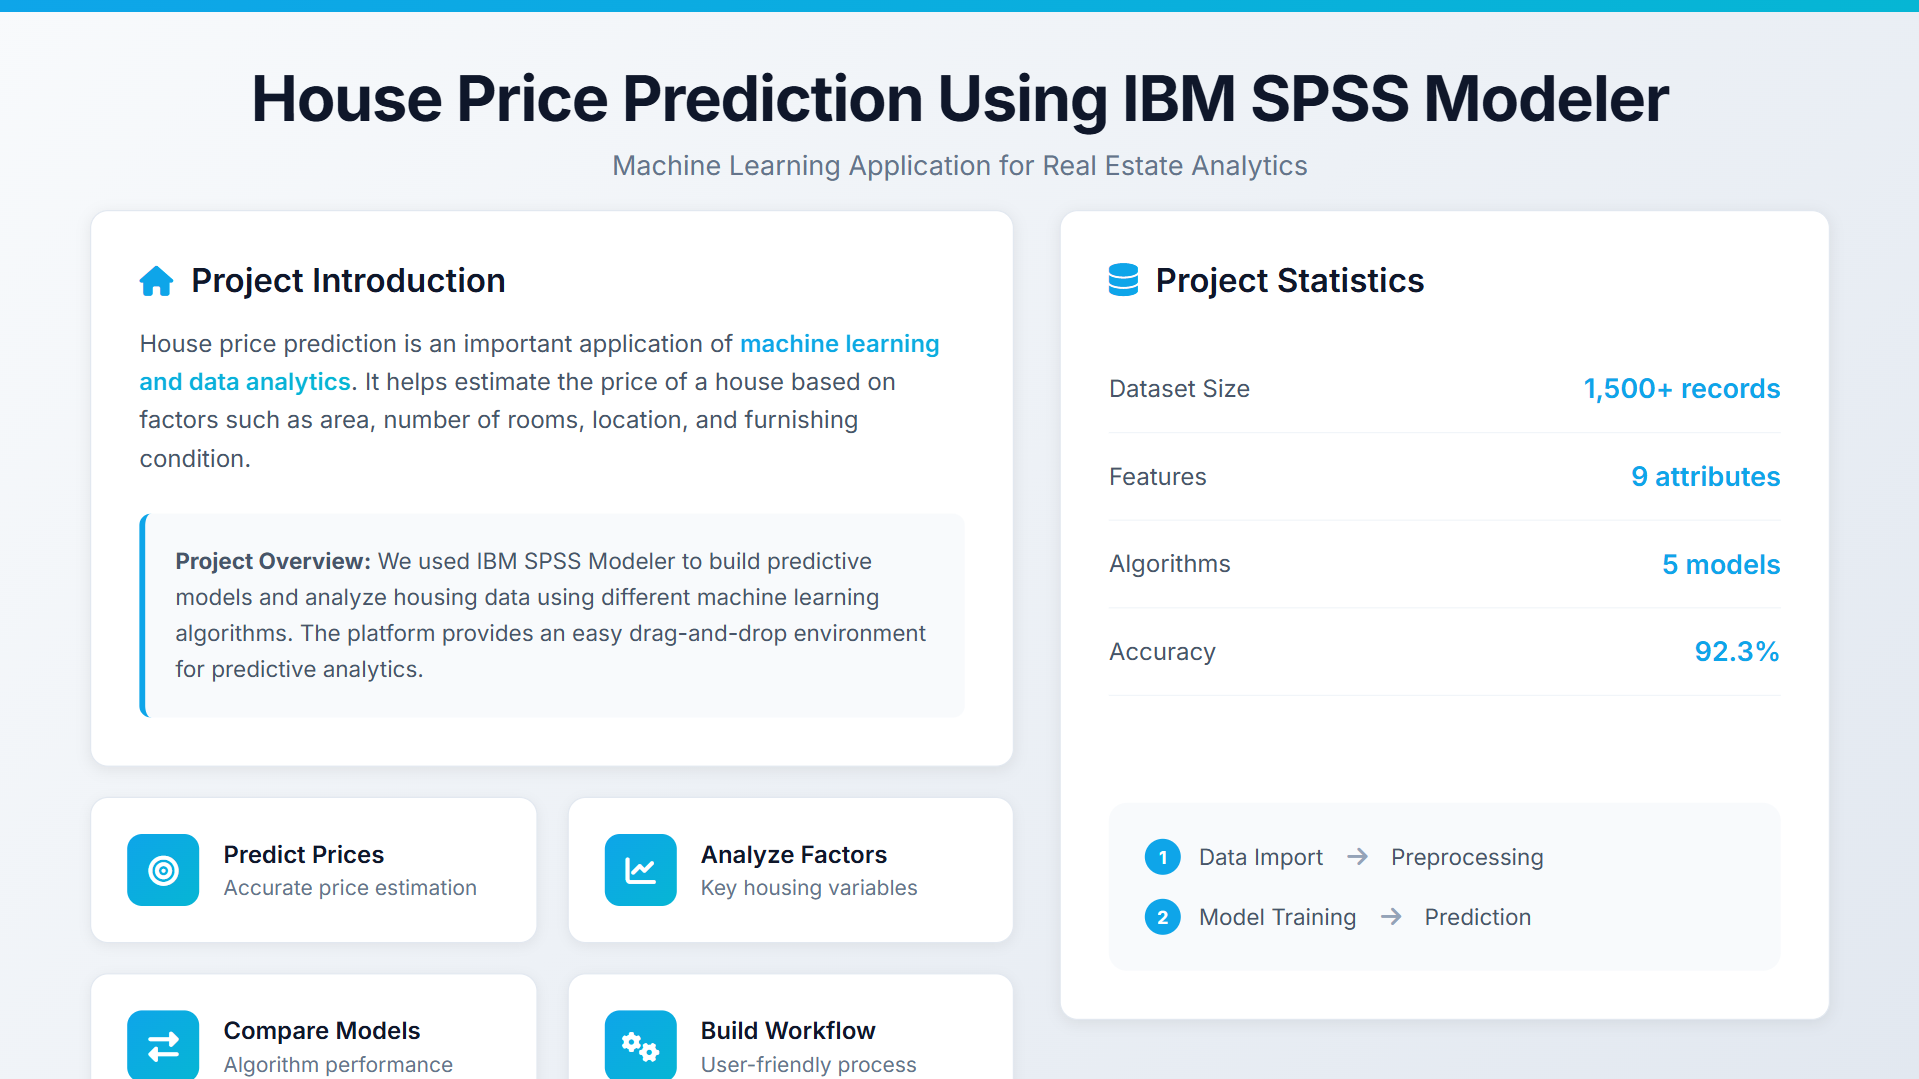 House Price Prediction Using IBM SPSS Modeler
Machine Learning Application for Real Estate Analytics
Project Introduction
House price prediction is an important application of machine learning
and data analytics. It helps estimate the price of a house based on
factors such as area, number of rooms, location, and furnishing
condition.
Project Overview: We used IBM SPSS Modeler to build predictive
models and analyze housing data using different machine learning
algorithms. The platform provides an easy drag-and-drop environment
for predictive analytics.
Predict Prices
Accurate price estimation
Analyze Factors
Key housing variables
Compare Models
Algorithm performance
Build Workflow
User-friendly process
Project Statistics
Dataset Size 1,500+ records
Features 9 attributes
Algorithms 5 models
Accuracy 92.3%
1 Data Import → Preprocessing
2 Model Training → Prediction